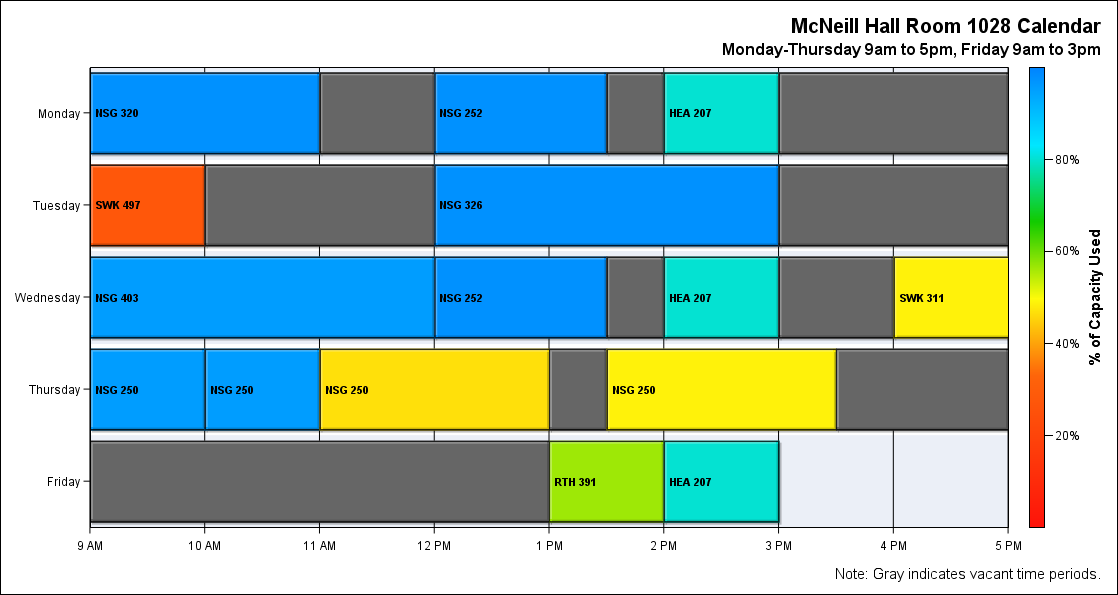 McNeill Hall Room 1028 Calendar
Monday-Thursday 9am to 5pm, Friday 9am to 3pm
Monday
NSG 320
NSG 252
HEA 207
Tuesday
SWK 497
NSG 326
Wednesday
NSG 403
NSG 252
HEA 207
SWK 311
Thursday
NSG 250
NSG 250
NSG 250
NSG 250
Friday
RTH 391
HEA 207
9 AM
10 AM
11 AM
12 PM
1 PM
2 PM
3 PM
4 PM
5 PM
80%
60%
40%
20%
% of Capacity Used
Note: Gray indicates vacant time periods.